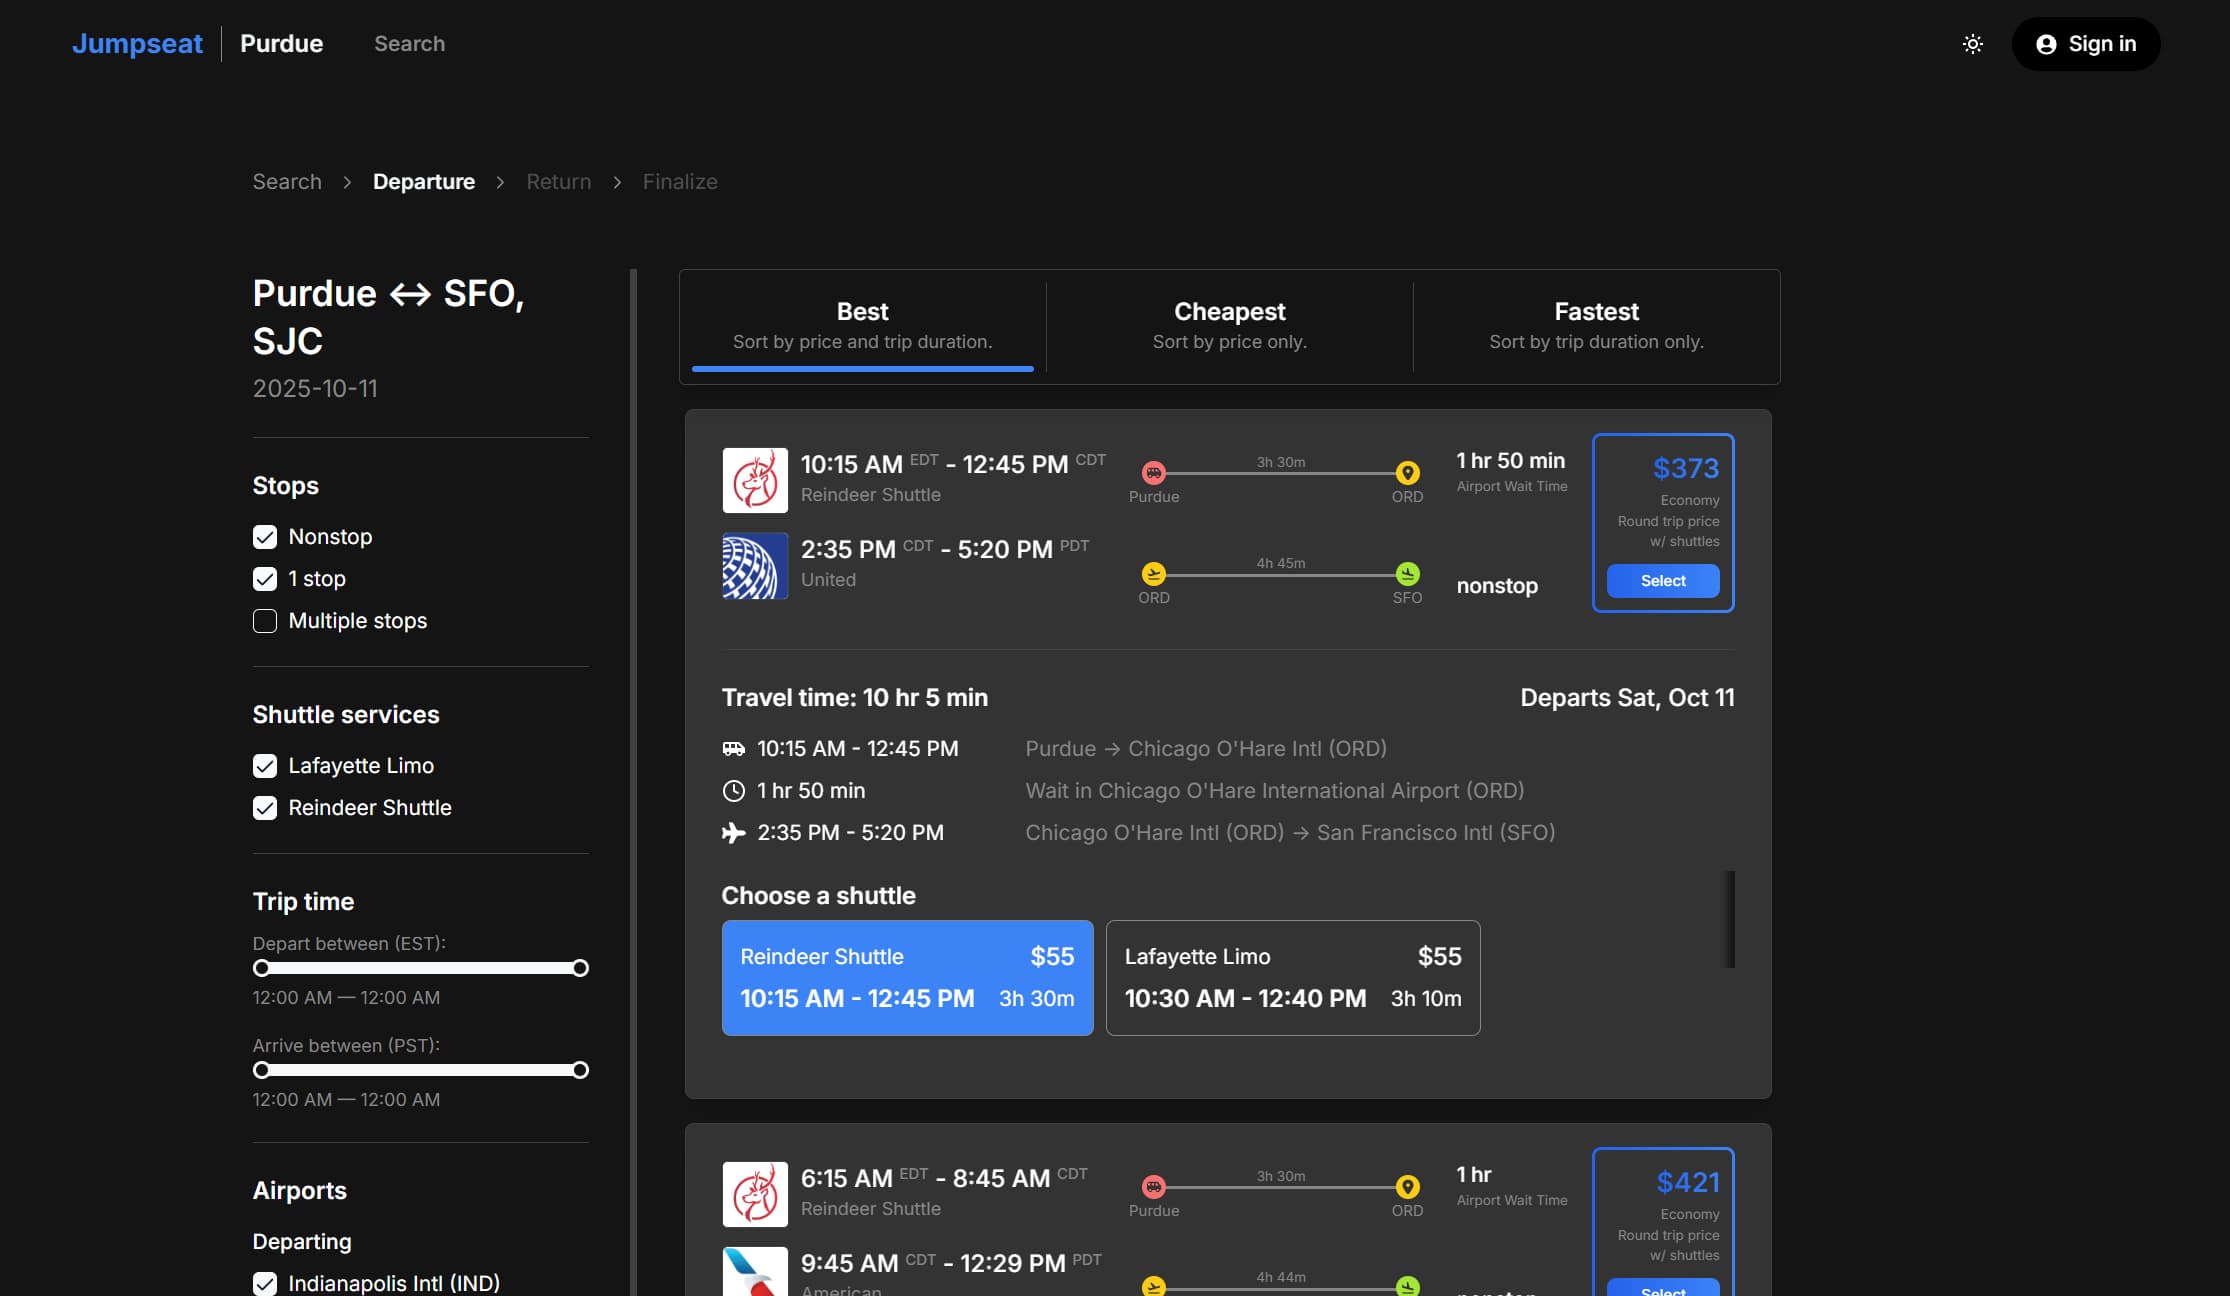 Jumpseat
Purdue
Search
Sign in
Search > Departure > Return > Finalize
Purdue ↔ SFO,
SJC
2025-10-11
Stops
Nonstop
1 stop
Multiple stops
Shuttle services
Lafayette Limo
Reindeer Shuttle
Trip time
Depart between (EST):
12:00 AM — 12:00 AM
Arrive between (PST):
12:00 AM — 12:00 AM
Airports
Departing
Indianapolis Intl (IND)
Best
Sort by price and trip duration.
Cheapest
Sort by price only.
Fastest
Sort by trip duration only.
10:15 AM EDT - 12:45 PM CDT
Reindeer Shuttle
3h 30m
Purdue
ORD
1 hr 50 min
Airport Wait Time
2:35 PM CDT - 5:20 PM PDT
United
4h 45m
ORD
SFO
nonstop
$373
Economy
Round trip price
w/ shuttles
Select
Travel time: 10 hr 5 min
Departs Sat, Oct 11
10:15 AM - 12:45 PM
Purdue → Chicago O'Hare Intl (ORD)
1 hr 50 min
Wait in Chicago O'Hare International Airport (ORD)
2:35 PM - 5:20 PM
Chicago O'Hare Intl (ORD) → San Francisco Intl (SFO)
Choose a shuttle
Reindeer Shuttle $55
10:15 AM - 12:45 PM 3h 30m
Lafayette Limo $55
10:30 AM - 12:40 PM 3h 10m
6:15 AM EDT - 8:45 AM CDT
Reindeer Shuttle
3h 30m
Purdue
ORD
1 hr
Airport Wait Time
9:45 AM CDT - 12:29 PM PDT
American
4h 44m
nonstop
$421
Economy
Round trip price
w/ shuttles
Select